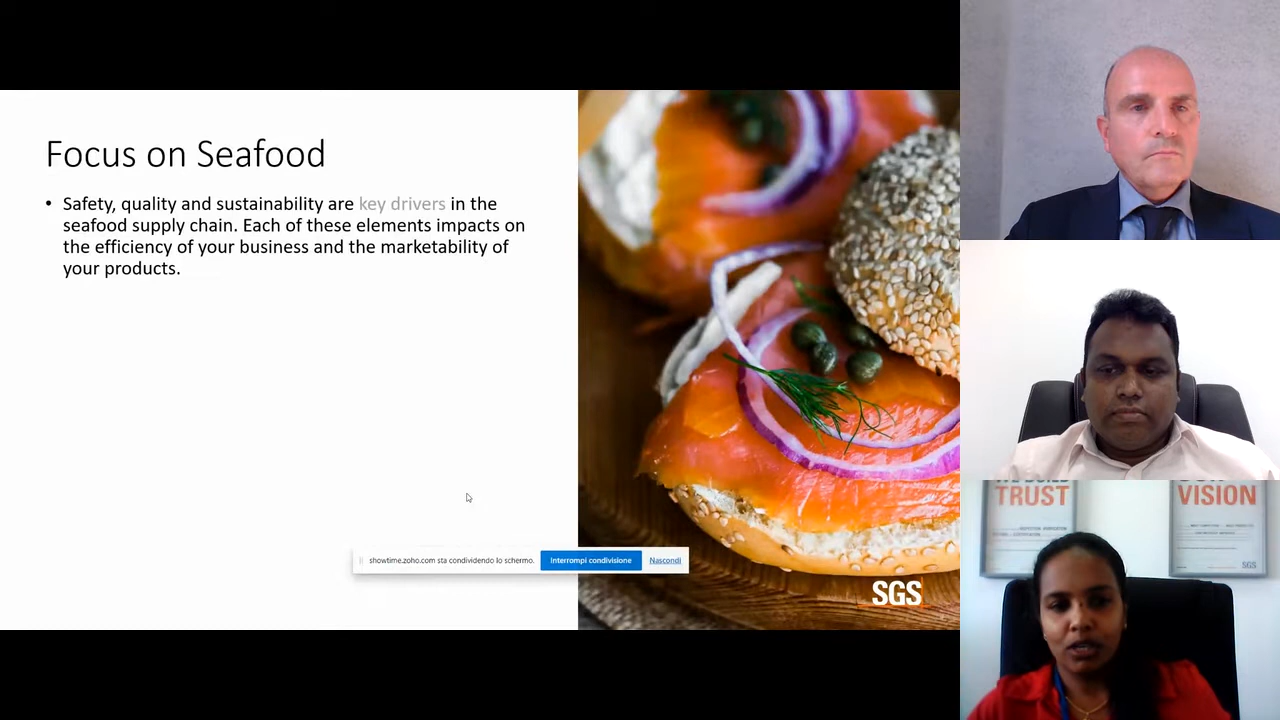 Focus on Seafood
• Safety, quality and sustainability are key drivers in the
seafood supply chain. Each of these elements impacts on
the efficiency of your business and the marketability of
your products.
showtime.zoho.com sta condividendo lo schermo. Interrompi condivisione Nascondi
SGS
TRUST
VISION
SGS